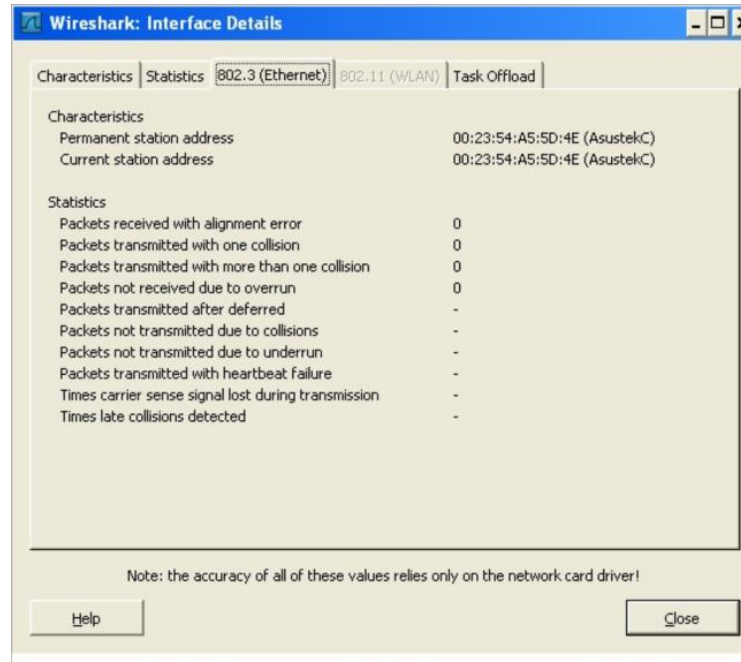 Wireshark: Interface Details
Characteristics Statistics 802.3 (Ethernet) 802.11 (WLAN) Task Offload
Characteristics
Permanent station address 00:23:54:A5:5D:4E (AsustekC)
Current station address 00:23:54:A5:5D:4E (AsustekC)
Statistics
Packets received with alignment error 0
Packets transmitted with one collision 0
Packets transmitted with more than one collision 0
Packets not received due to overrun 0
Packets transmitted after deferred -
Packets not transmitted due to collisions -
Packets not transmitted due to underrun -
Packets transmitted with heartbeat failure -
Times carrier sense signal lost during transmission -
Times late collisions detected -
Note: the accuracy of all of these values relies only on the network card driver!
Help Close